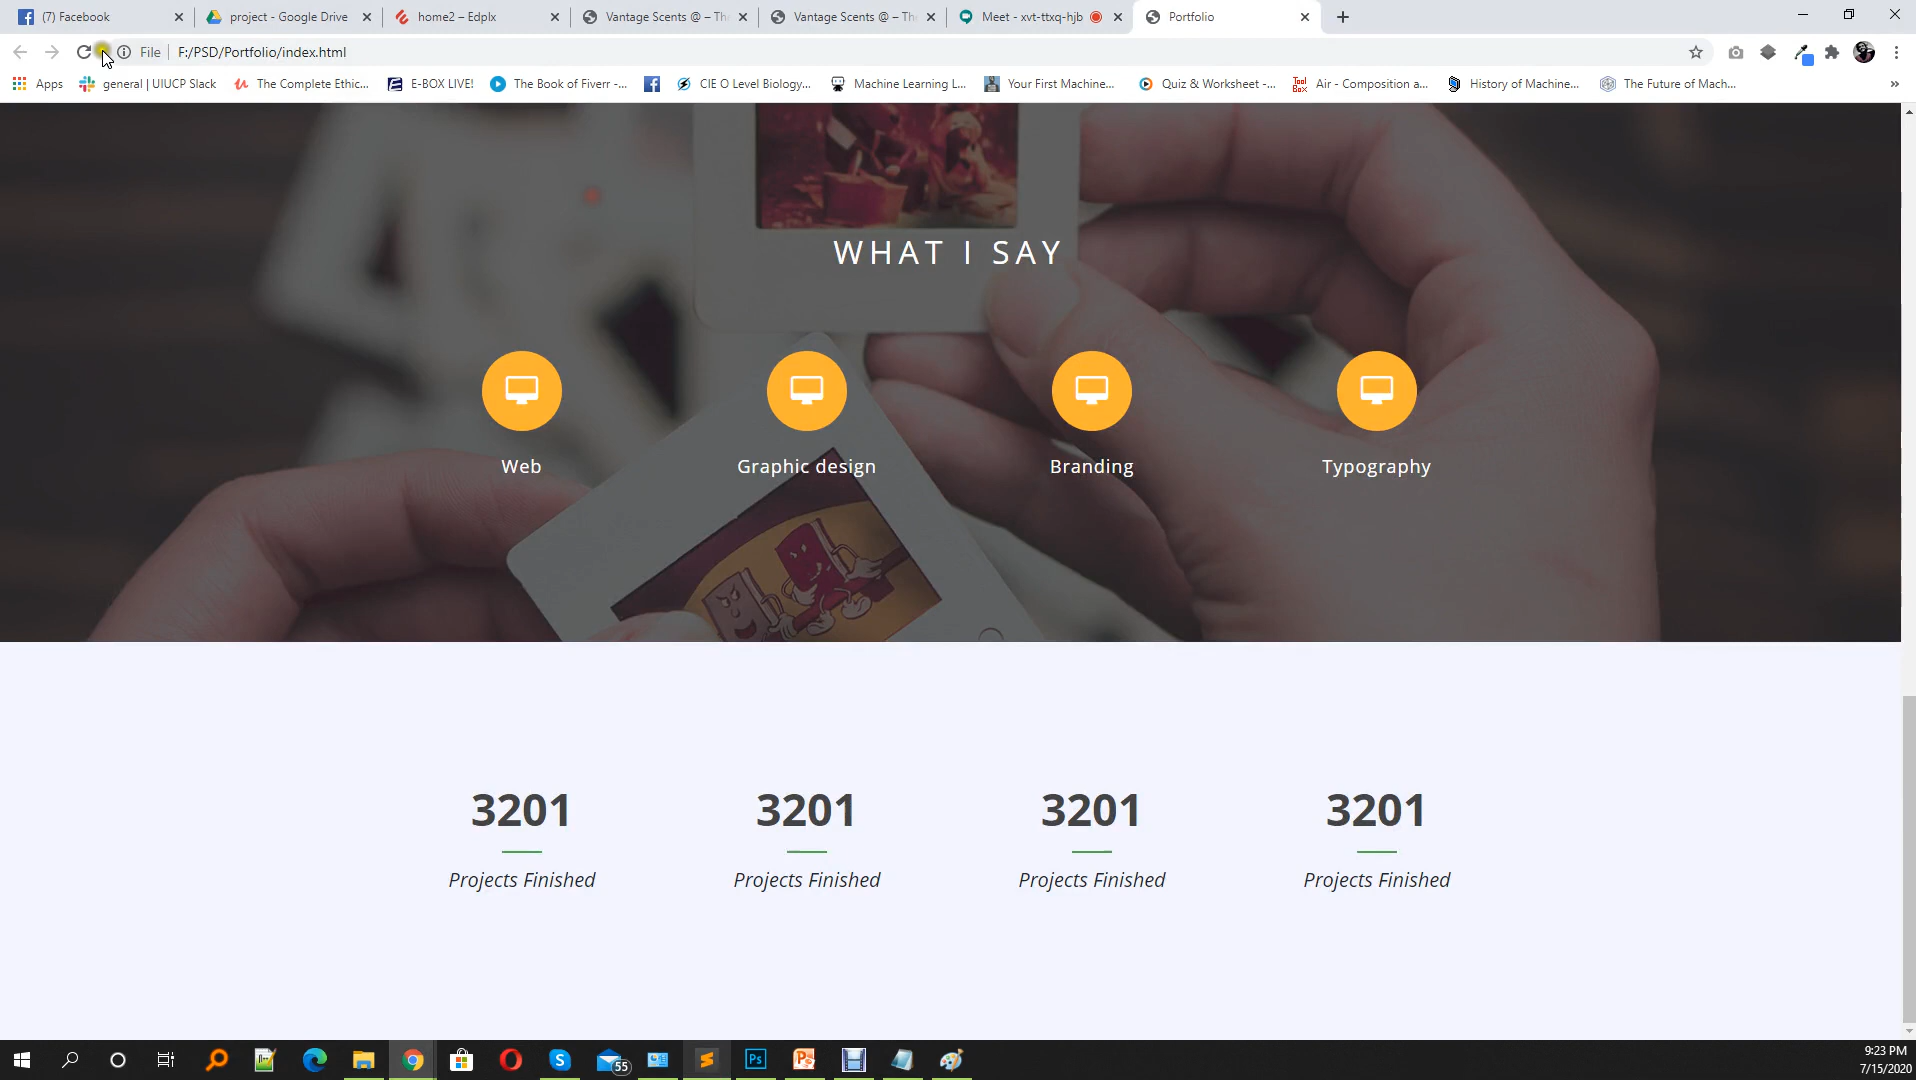 (7) Facebook
project - Google Drive
home2 – Edplx
Vantage Scents @ – Th
Vantage Scents @ – Th
Meet - xvt-ttxq-hjb
Portfolio
File
F:/PSD/Portfolio/index.html
Apps
general | UIUCP Slack
The Complete Ethic...
E-BOX LIVE!
The Book of Fiverr -...
CIE O Level Biology...
Machine Learning L...
Your First Machine...
Quiz & Worksheet -...
Tool Box
Air - Composition a...
History of Machine...
The Future of Mach...
»
WHAT I SAY
Web
Graphic design
Branding
Typography
3201
3201
3201
3201
Projects Finished
Projects Finished
Projects Finished
Projects Finished
55
Ps
9:23 PM
7/15/2020